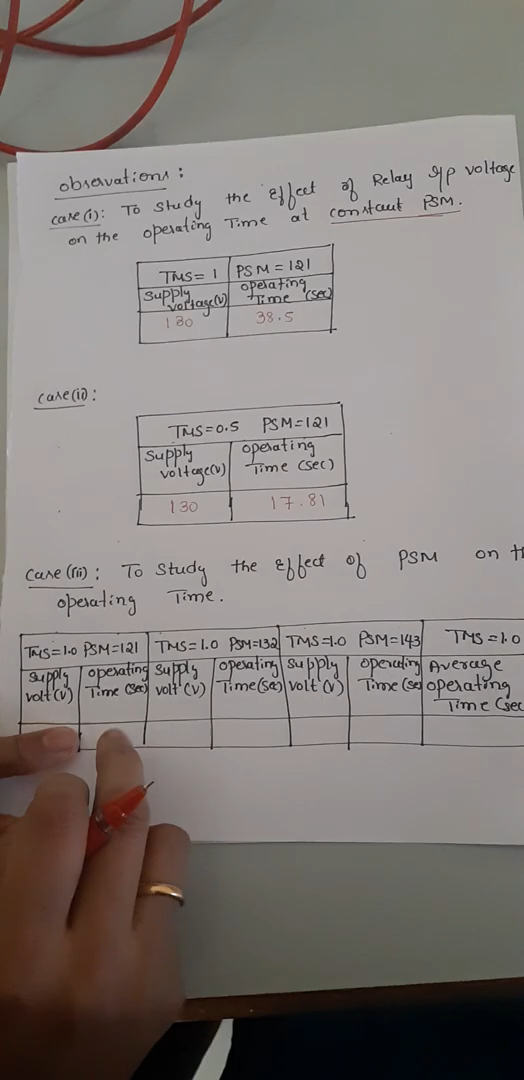 observations:
case(i): To study the Effect of Relay I/p voltage
on the operating Time at constant PSM.
TMS= 1 PSM=121
Supply voltage(v) operating Time (sec)
130 38.5
case(ii):
TMS=0.5 PSM=121
Supply voltage(v) operating Time (sec)
130 17.81
case(iii): To study the Effect of PSM on th
operating Time.
TMS=1.0 PSM=121 TMS=1.0 PSM=132 TMS=1.0 PSM=143 TMS=1.0
Supply volt(v) operating Time (sec) Supply volt(v) operating Time(sec) Supply volt(v) operating Time(sec Average operating Time (sec